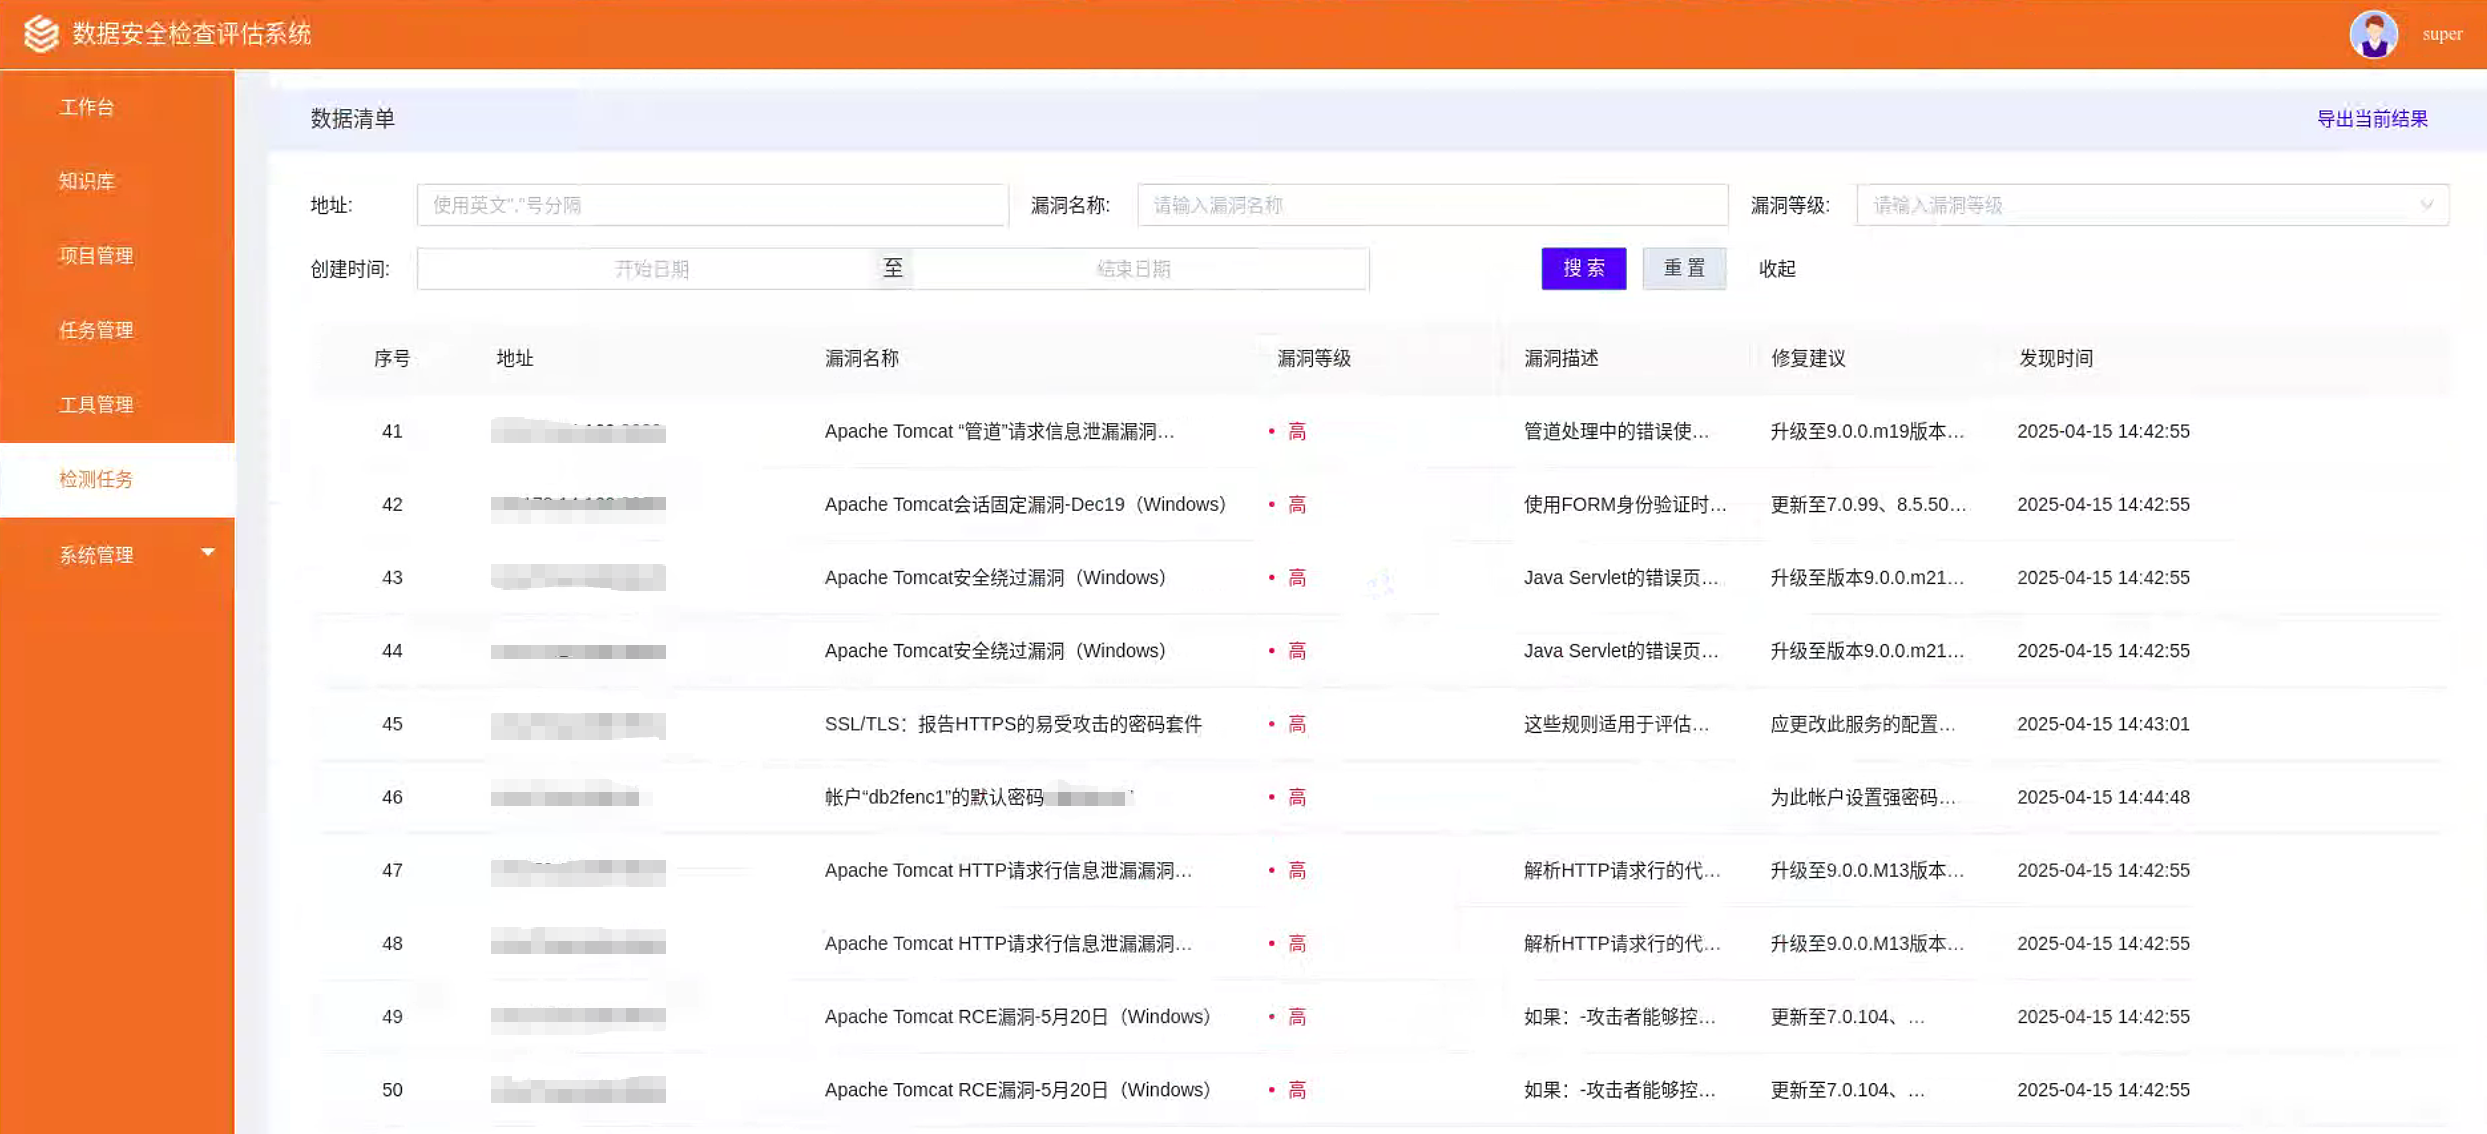 数据安全检查评估系统
super
工作台
知识库
项目管理
任务管理
工具管理
检测任务
系统管理
数据清单
导出当前结果
地址: 使用英文","号分隔 漏洞名称: 请输入漏洞名称 漏洞等级: 请输入漏洞等级
创建时间: 开始日期 至 结束日期 搜索 重置 收起
序号 地址 漏洞名称 漏洞等级 漏洞描述 修复建议 发现时间
41 Apache Tomcat “管道”请求信息泄漏漏洞… 高 管道处理中的错误使… 升级至9.0.0.m19版本… 2025-04-15 14:42:55
42 Apache Tomcat会话固定漏洞-Dec19（Windows） 高 使用FORM身份验证时… 更新至7.0.99、8.5.50… 2025-04-15 14:42:55
43 Apache Tomcat安全绕过漏洞（Windows） 高 Java Servlet的错误页… 升级至版本9.0.0.m21… 2025-04-15 14:42:55
44 Apache Tomcat安全绕过漏洞（Windows） 高 Java Servlet的错误页… 升级至版本9.0.0.m21… 2025-04-15 14:42:55
45 SSL/TLS：报告HTTPS的易受攻击的密码套件 高 这些规则适用于评估… 应更改此服务的配置… 2025-04-15 14:43:01
46 帐户“db2fenc1”的默认密码 高 为此帐户设置强密码… 2025-04-15 14:44:48
47 Apache Tomcat HTTP请求行信息泄漏漏洞… 高 解析HTTP请求行的代… 升级至9.0.0.M13版本… 2025-04-15 14:42:55
48 Apache Tomcat HTTP请求行信息泄漏漏洞… 高 解析HTTP请求行的代… 升级至9.0.0.M13版本… 2025-04-15 14:42:55
49 Apache Tomcat RCE漏洞-5月20日（Windows） 高 如果：-攻击者能够控… 更新至7.0.104、… 2025-04-15 14:42:55
50 Apache Tomcat RCE漏洞-5月20日（Windows） 高 如果：-攻击者能够控… 更新至7.0.104、… 2025-04-15 14:42:55